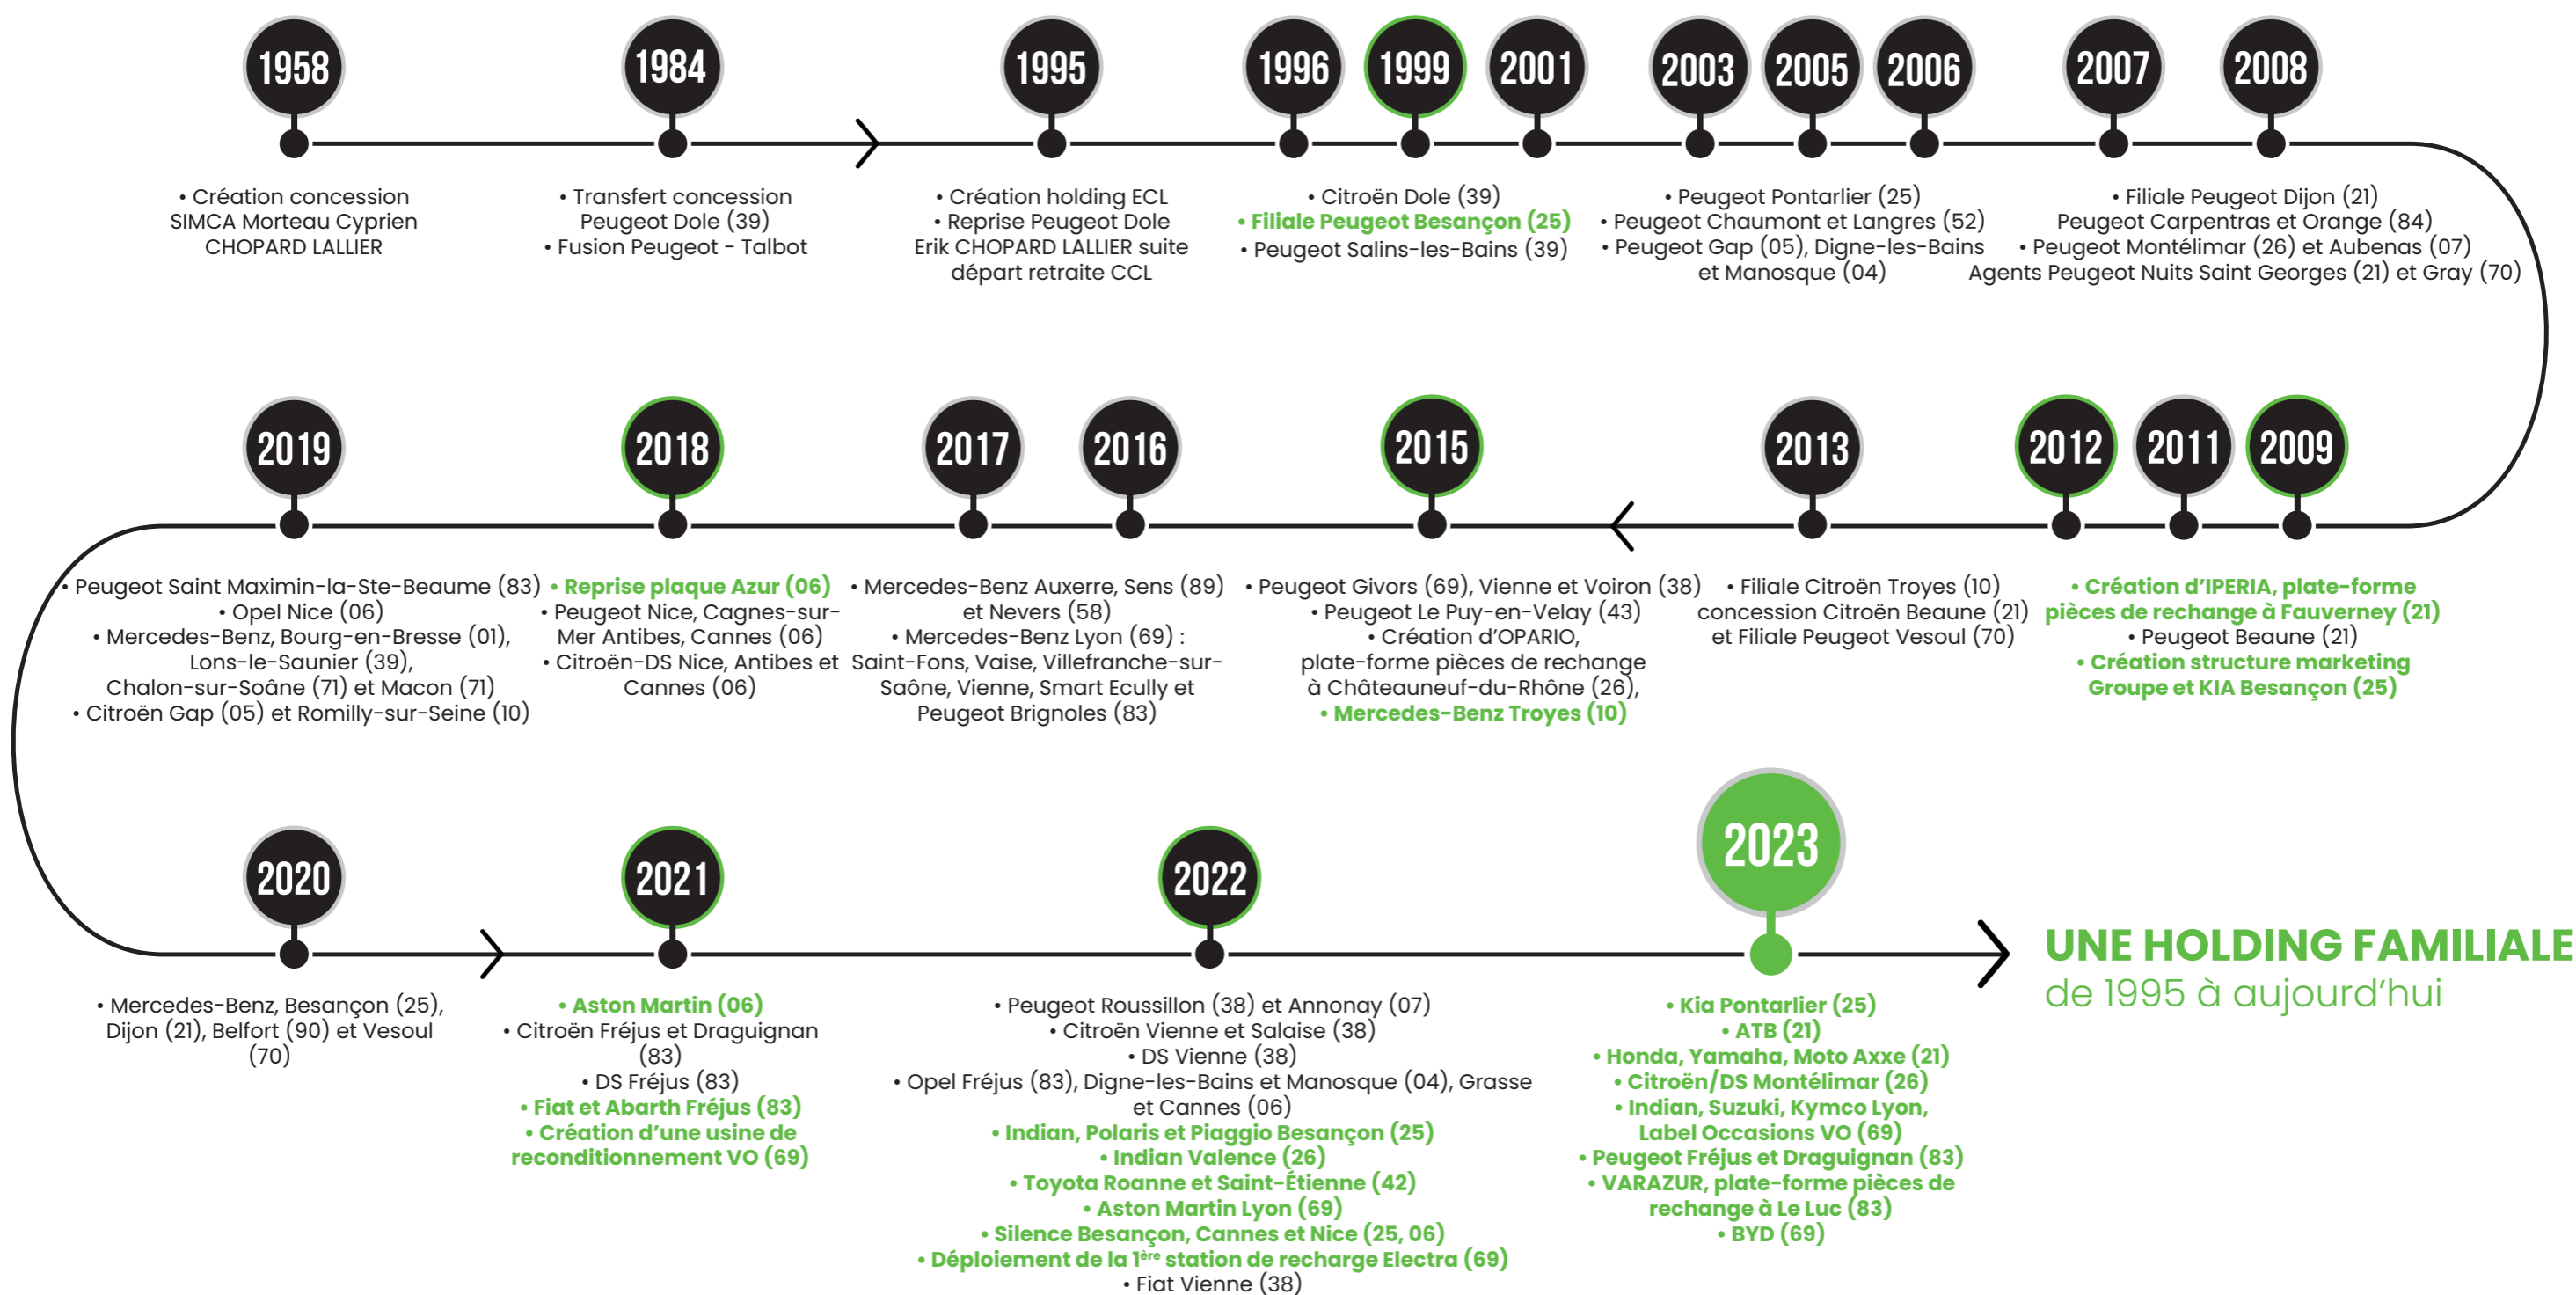 1958
1984
1995
1996
1999
2001
2003
2005
2006
2007
2008
• Création concession
SIMCA Morteau Cyprien
CHOPARD LALLIER
• Transfert concession
Peugeot Dole (39)
• Fusion Peugeot - Talbot
• Création holding ECL
• Reprise Peugeot Dole
Erik CHOPARD LALLIER suite
départ retraite CCL
• Citroën Dole (39)
• Filiale Peugeot Besançon (25)
• Peugeot Salins-les-Bains (39)
• Peugeot Pontarlier (25)
• Peugeot Chaumont et Langres (52)
• Peugeot Gap (05), Digne-les-Bains
et Manosque (04)
• Filiale Peugeot Dijon (21)
Peugeot Carpentras et Orange (84)
• Peugeot Montélimar (26) et Aubenas (07)
Agents Peugeot Nuits Saint Georges (21) et Gray (70)
2019
2018
2017
2016
2015
2013
2012
2011
2009
• Peugeot Saint Maximin-la-Ste-Beaume (83)
• Opel Nice (06)
• Mercedes-Benz, Bourg-en-Bresse (01),
Lons-le-Saunier (39),
Chalon-sur-Soâne (71) et Macon (71)
• Citroën Gap (05) et Romilly-sur-Seine (10)
• Reprise plaque Azur (06)
• Peugeot Nice, Cagnes-sur-
Mer Antibes, Cannes (06)
• Citroën-DS Nice, Antibes et
Cannes (06)
• Mercedes-Benz Auxerre, Sens (89)
et Nevers (58)
• Mercedes-Benz Lyon (69) :
Saint-Fons, Vaise, Villefranche-sur-
Saône, Vienne, Smart Ecully et
Peugeot Brignoles (83)
• Peugeot Givors (69), Vienne et Voiron (38)
• Peugeot Le Puy-en-Velay (43)
• Création d'OPARIO,
plate-forme pièces de rechange
à Châteauneuf-du-Rhône (26),
• Mercedes-Benz Troyes (10)
• Filiale Citroën Troyes (10)
concession Citroën Beaune (21)
et Filiale Peugeot Vesoul (70)
• Création d'IPERIA, plate-forme
pièces de rechange à Fauverney (21)
• Peugeot Beaune (21)
• Création structure marketing
Groupe et KIA Besançon (25)
2020
2021
2022
2023
UNE HOLDING FAMILIALE
de 1995 à aujourd'hui
• Mercedes-Benz, Besançon (25),
Dijon (21), Belfort (90) et Vesoul
(70)
• Aston Martin (06)
• Citroën Fréjus et Draguignan
(83)
• DS Fréjus (83)
• Fiat et Abarth Fréjus (83)
• Création d'une usine de
reconditionnement VO (69)
• Peugeot Roussillon (38) et Annonay (07)
• Citroën Vienne et Salaise (38)
• DS Vienne (38)
• Opel Fréjus (83), Digne-les-Bains et Manosque (04), Grasse
et Cannes (06)
• Indian, Polaris et Piaggio Besançon (25)
• Indian Valence (26)
• Toyota Roanne et Saint-Étienne (42)
• Aston Martin Lyon (69)
• Silence Besançon, Cannes et Nice (25, 06)
• Déploiement de la 1ère station de recharge Electra (69)
• Fiat Vienne (38)
• Kia Pontarlier (25)
• ATB (21)
• Honda, Yamaha, Moto Axxe (21)
• Citroën/DS Montélimar (26)
• Indian, Suzuki, Kymco Lyon,
Label Occasions VO (69)
• Peugeot Fréjus et Draguignan (83)
• VARAZUR, plate-forme pièces de
rechange à Le Luc (83)
• BYD (69)